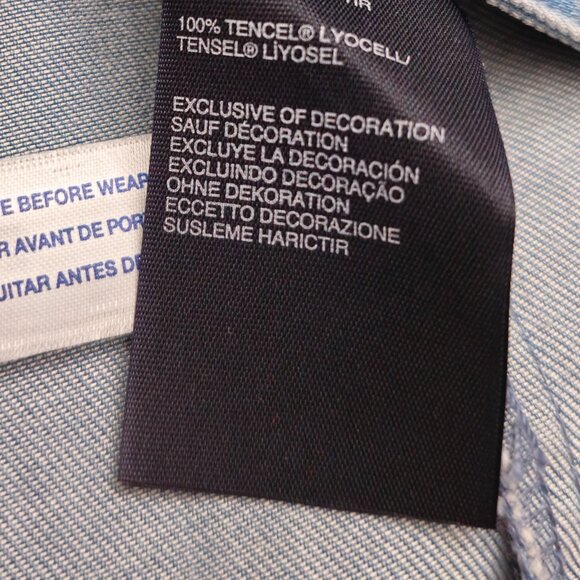 100% TENCEL® LYOCELL/
TENSEL® LİYOSEL
EXCLUSIVE OF DECORATION
SAUF DÉCORATION
EXCLUYE LA DECORACIÓN
EXCLUINDO DECORAÇÃO
OHNE DEKORATION
ECCETTO DECORAZIONE
SUSLEME HARICTIR
BEFORE WEAR
AVANT DE POR
ANTES DE